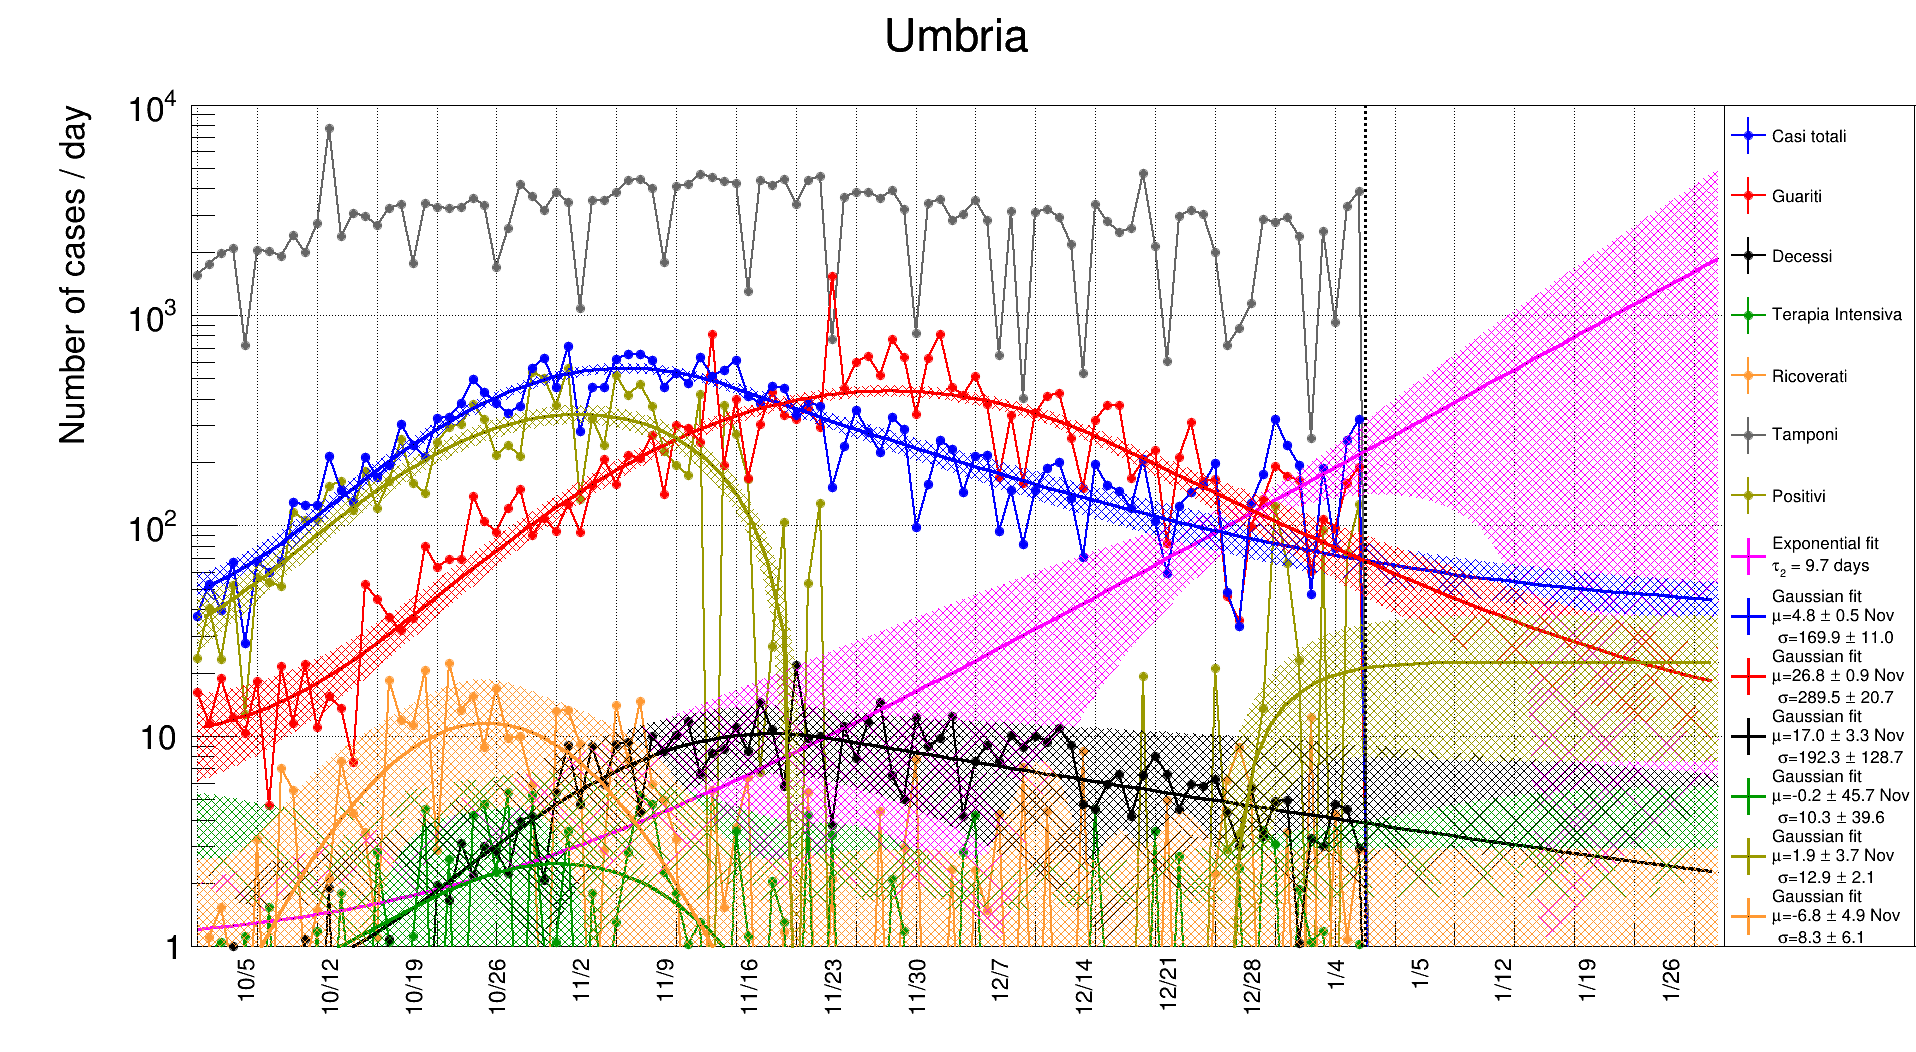 Umbria
Number of cases / day
10⁴
10³
10²
10
1
10/5
10/12
10/19
10/26
11/2
11/9
11/16
11/23
11/30
12/7
12/14
12/21
12/28
1/4
1/5
1/12
1/19
1/26
Casi totali
Guariti
Decessi
Terapia Intensiva
Ricoverati
Tamponi
Positivi
Exponential fit
τ₂ = 9.7 days
Gaussian fit
μ=4.8 ± 0.5 Nov
σ=169.9 ± 11.0
Gaussian fit
μ=26.8 ± 0.9 Nov
σ=289.5 ± 20.7
Gaussian fit
μ=17.0 ± 3.3 Nov
σ=192.3 ± 128.7
Gaussian fit
μ=-0.2 ± 45.7 Nov
σ=10.3 ± 39.6
Gaussian fit
μ=1.9 ± 3.7 Nov
σ=12.9 ± 2.1
Gaussian fit
μ=-6.8 ± 4.9 Nov
σ=8.3 ± 6.1